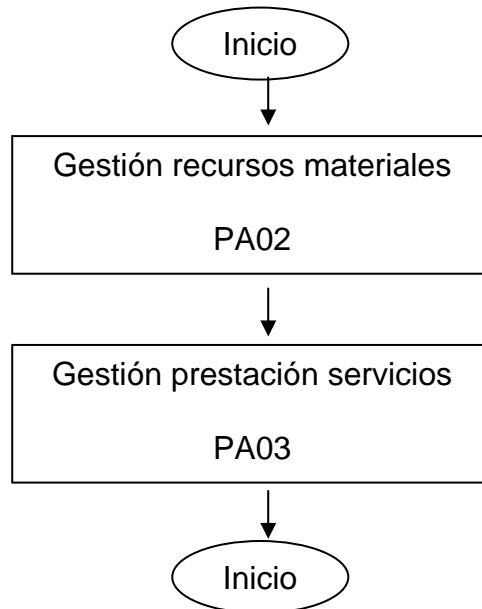 Inicio
Gestión recursos materiales
PA02
Gestión prestación servicios
PA03
Inicio